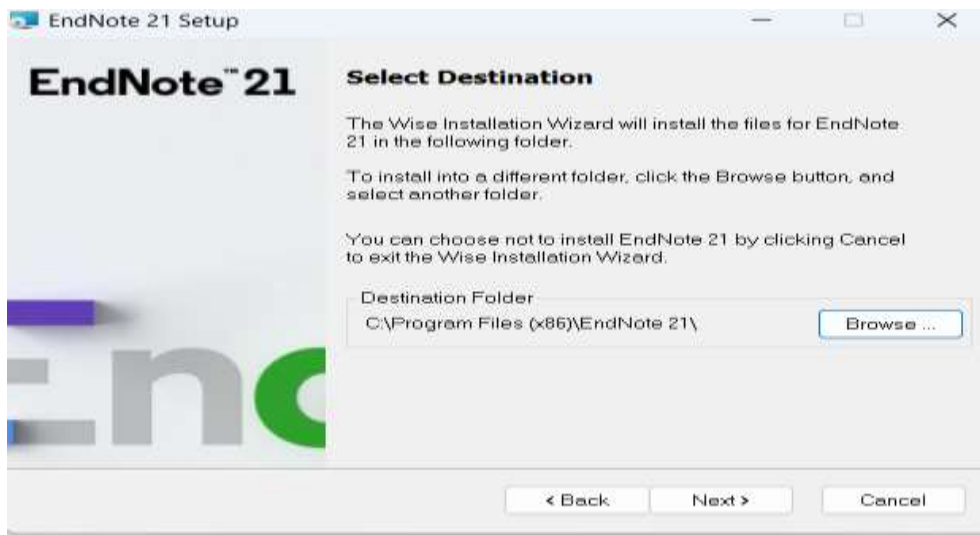 EndNote 21 Setup
EndNote™21
Select Destination
The Wise Installation Wizard will install the files for EndNote
21 in the following folder.
To install into a different folder, click the Browse button, and
select another folder.
You can choose not to install EndNote 21 by clicking Cancel
to exit the Wise Installation Wizard.
Destination Folder
C:\Program Files (x86)\EndNote 21\
Browse ...
< Back
Next >
Cancel